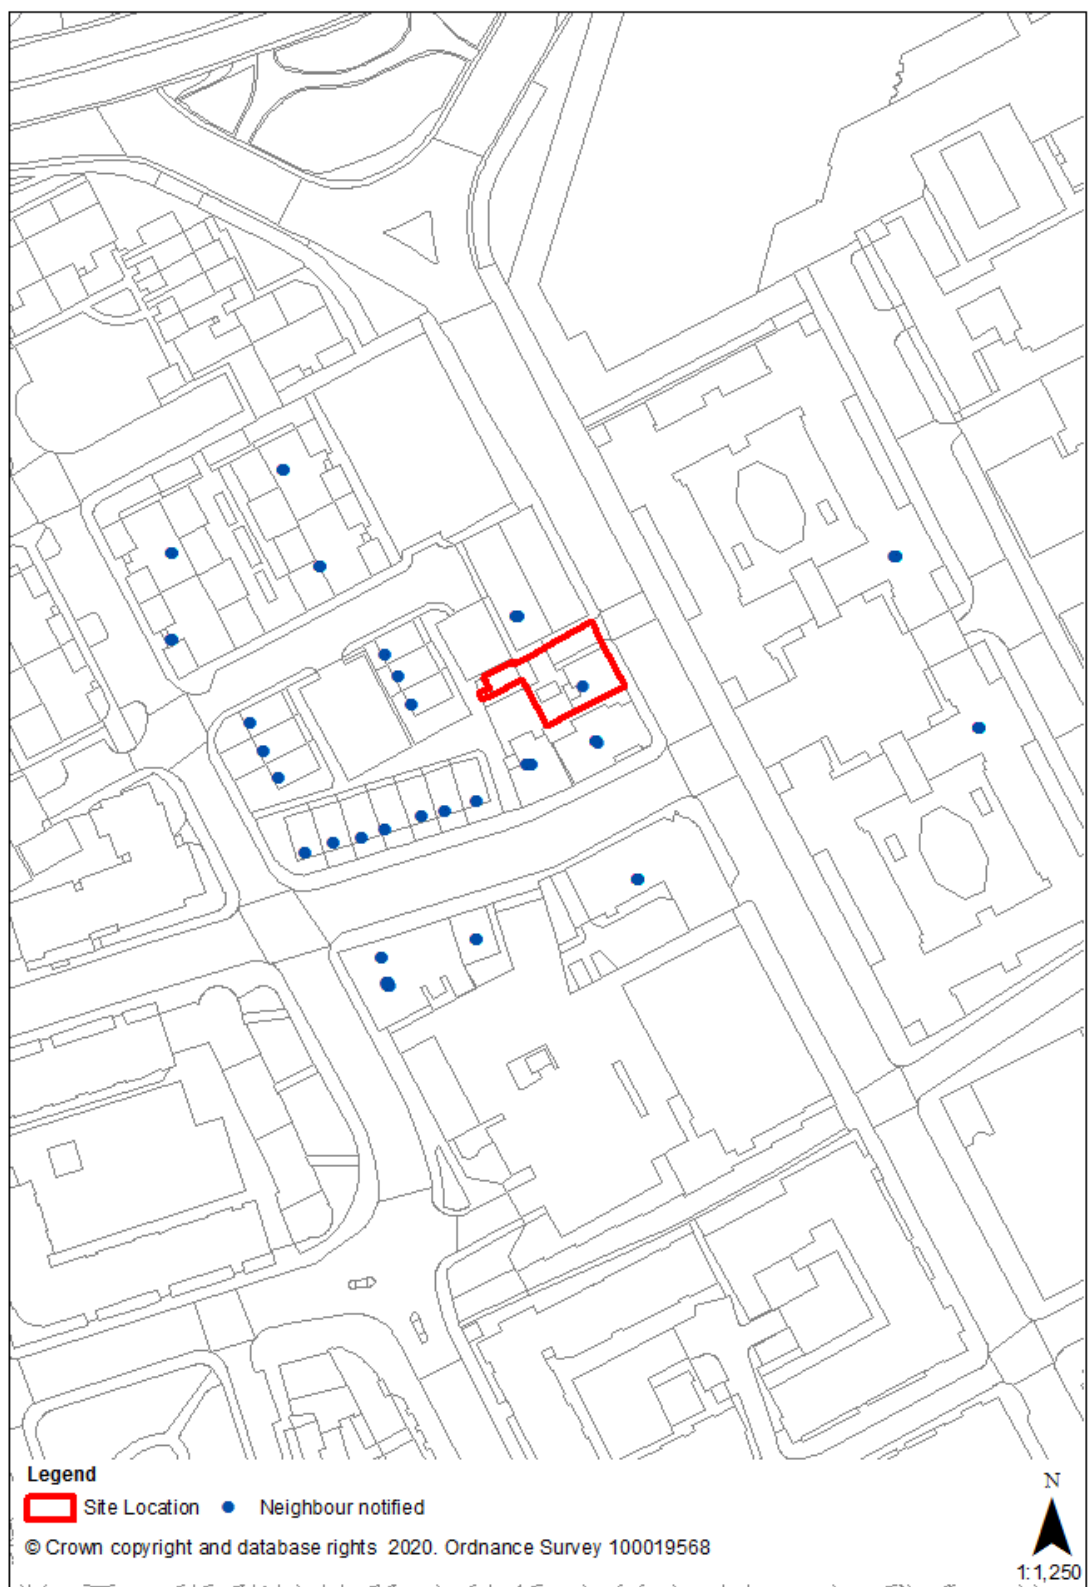 Legend
Site Location
Neighbour notified
N
© Crown copyright and database rights 2020. Ordnance Survey 100019568
1:1,250